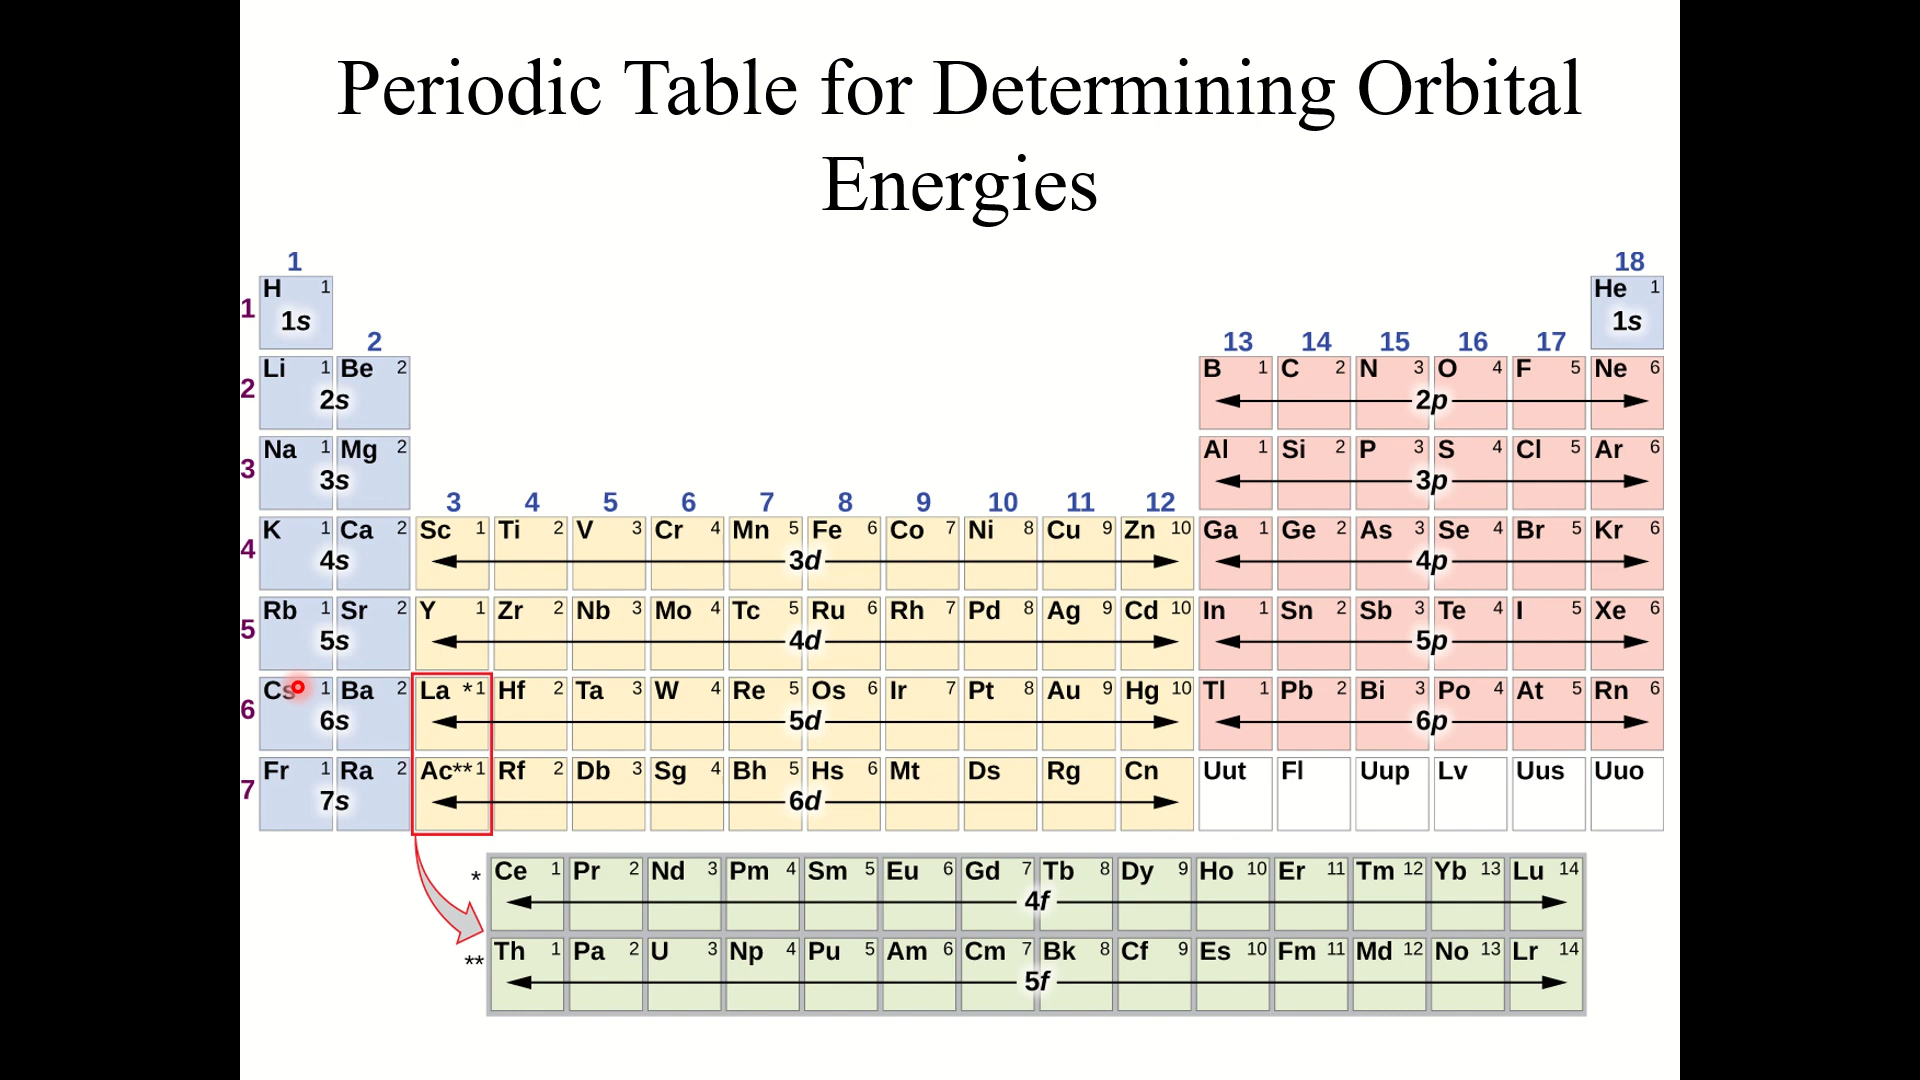 Periodic Table for Determining Orbital
Energies
1 18
H 1 He 1
1 1s 1s
2 13 14 15 16 17
Li 1 Be 2 B 1 C 2 N 3 O 4 F 5 Ne 6
2 2s 2p
Na 1 Mg 2 Al 1 Si 2 P 3 S 4 Cl 5 Ar 6
3 3s 3p
3 4 5 6 7 8 9 10 11 12
K 1 Ca 2 Sc 1 Ti 2 V 3 Cr 4 Mn 5 Fe 6 Co 7 Ni 8 Cu 9 Zn 10 Ga 1 Ge 2 As 3 Se 4 Br 5 Kr 6
4 4s 3d 4p
Rb 1 Sr 2 Y 1 Zr 2 Nb 3 Mo 4 Tc 5 Ru 6 Rh 7 Pd 8 Ag 9 Cd 10 In 1 Sn 2 Sb 3 Te 4 I 5 Xe 6
5 5s 4d 5p
Cs 1 Ba 2 La *1 Hf 2 Ta 3 W 4 Re 5 Os 6 Ir 7 Pt 8 Au 9 Hg 10 Tl 1 Pb 2 Bi 3 Po 4 At 5 Rn 6
6 6s 5d 6p
Fr 1 Ra 2 Ac**1 Rf 2 Db 3 Sg 4 Bh 5 Hs 6 Mt Ds Rg Cn Uut Fl Uup Lv Uus Uuo
7 7s 6d
* Ce 1 Pr 2 Nd 3 Pm 4 Sm 5 Eu 6 Gd 7 Tb 8 Dy 9 Ho 10 Er 11 Tm 12 Yb 13 Lu 14
4f
** Th 1 Pa 2 U 3 Np 4 Pu 5 Am 6 Cm 7 Bk 8 Cf 9 Es 10 Fm 11 Md 12 No 13 Lr 14
5f